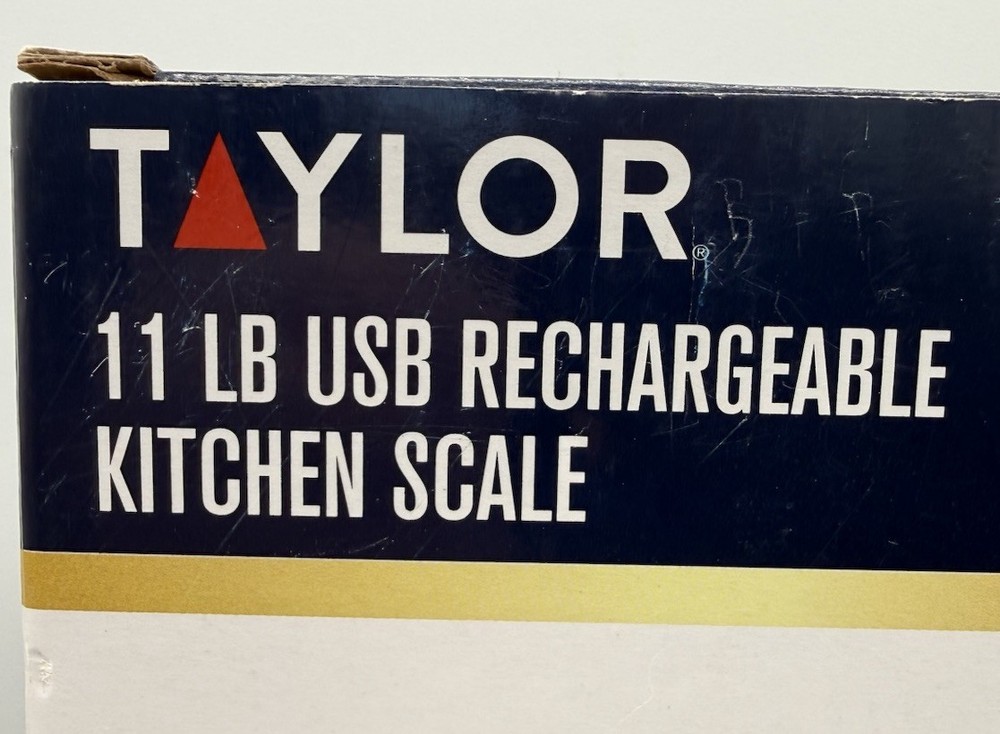 TAYLOR®
11 LB USB RECHARGEABLE
KITCHEN SCALE